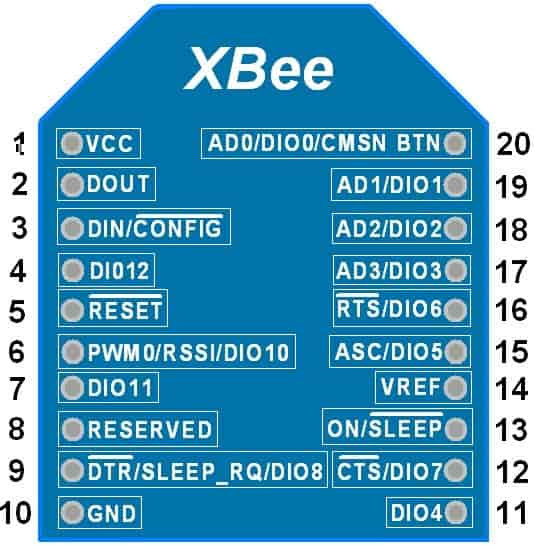 XBee
1 VCC AD0/DIO0/CMSN BTN 20
2 DOUT AD1/DIO1 19
3 DIN/CONFIG AD2/DIO2 18
4 DI012 AD3/DIO3 17
5 RESET RTS/DIO6 16
6 PWM0/RSSI/DIO10 ASC/DIO5 15
7 DIO11 VREF 14
8 RESERVED ON/SLEEP 13
9 DTR/SLEEP_RQ/DIO8 CTS/DIO7 12
10 GND DIO4 11